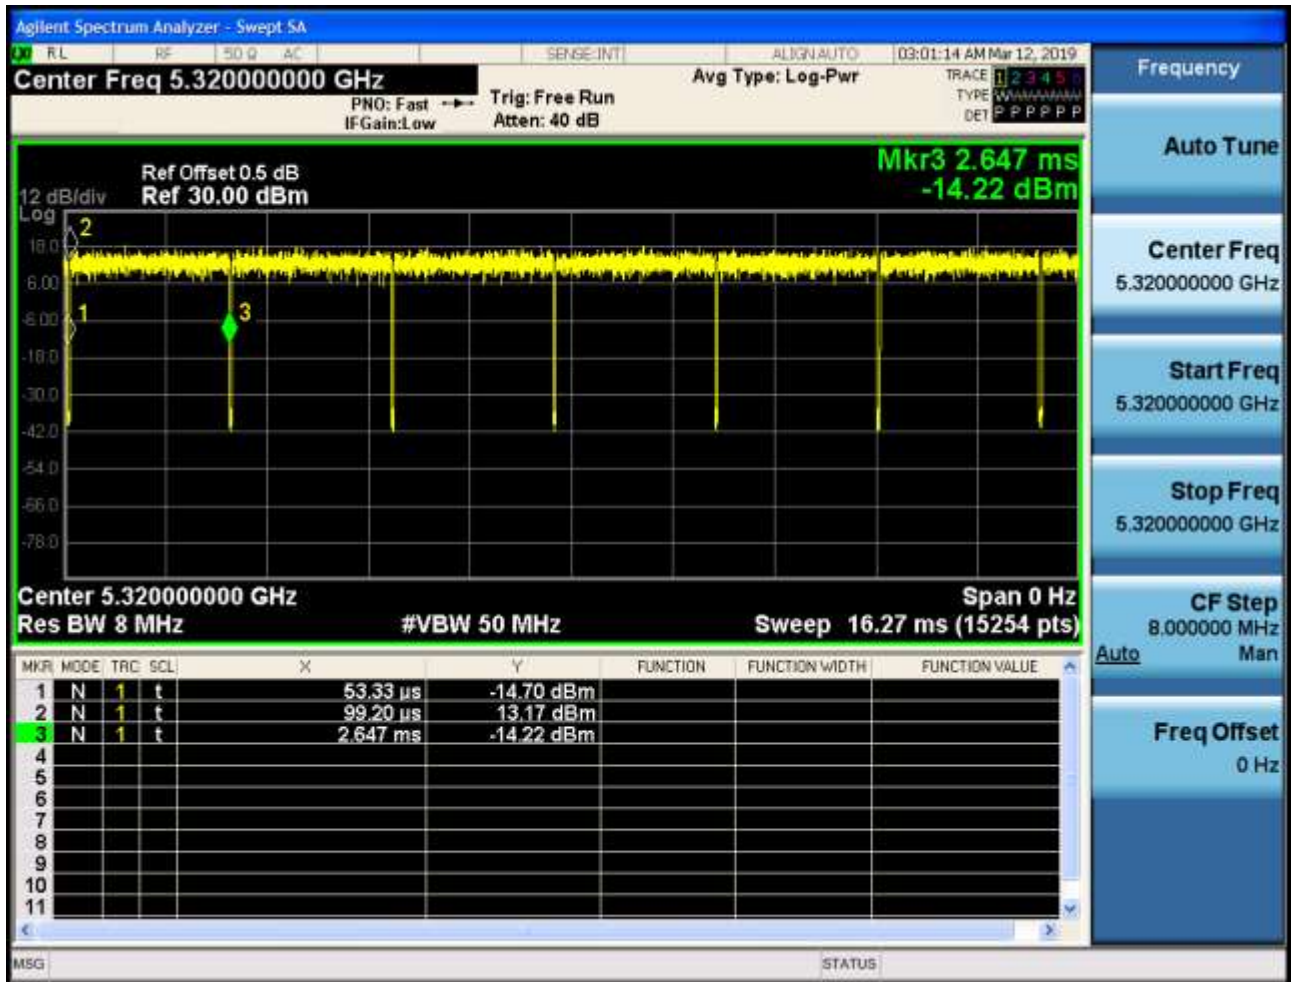 Agilent Spectrum Analyzer - Swept SA
LXI RL RF 50 Ω AC SENSE:INT ALIGNAUTO 03:01:14 AM Mar 12, 2019
Center Freq 5.320000000 GHz
PNO: Fast
IFGain:Low
Trig: Free Run
Atten: 40 dB
Avg Type: Log-Pwr
TRACE 1 2 3 4 5 6
TYPE
DET P P P P P P
Ref Offset 0.5 dB
12 dB/div Ref 30.00 dBm
Log
Mkr3 2.647 ms
-14.22 dBm
2
18.0
6.00
-6.00
1
3
-18.0
-30.0
-42.0
-54.0
-66.0
-78.0
Center 5.320000000 GHz Span 0 Hz
Res BW 8 MHz #VBW 50 MHz Sweep 16.27 ms (15254 pts)
MKR MODE TRC SCL X Y FUNCTION FUNCTION WIDTH FUNCTION VALUE
1 N 1 t 53.33 µs -14.70 dBm
2 N 1 t 99.20 µs 13.17 dBm
3 N 1 t 2.647 ms -14.22 dBm
4
5
6
7
8
9
10
11
MSG STATUS
Frequency
Auto Tune
Center Freq
5.320000000 GHz
Start Freq
5.320000000 GHz
Stop Freq
5.320000000 GHz
CF Step
8.000000 MHz
Auto Man
Freq Offset
0 Hz